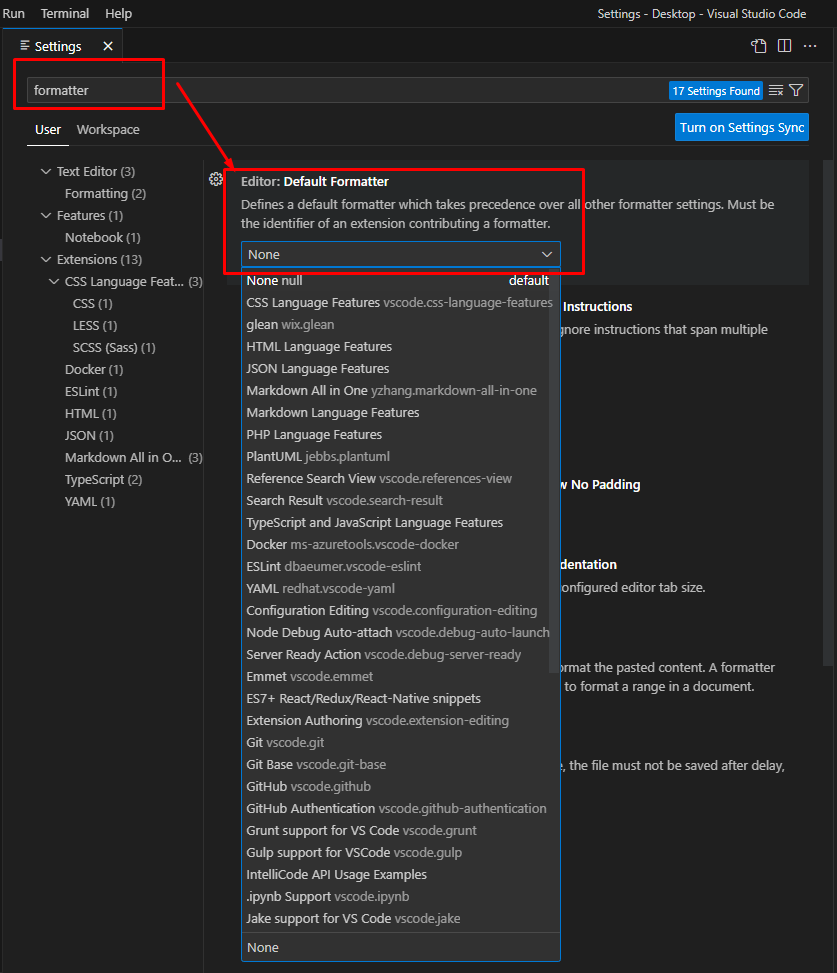 Run Terminal Help
Settings - Desktop - Visual Studio Code
Settings
formatter
17 Settings Found
User Workspace
Turn on Settings Sync
Text Editor (3)
Formatting (2)
Features (1)
Notebook (1)
Extensions (13)
CSS Language Feat... (3)
CSS (1)
LESS (1)
SCSS (Sass) (1)
Docker (1)
ESLint (1)
HTML (1)
JSON (1)
Markdown All in O... (3)
TypeScript (2)
YAML (1)
Editor: Default Formatter
Defines a default formatter which takes precedence over all other formatter settings. Must be
the identifier of an extension contributing a formatter.
None
None null default
CSS Language Features vscode.css-language-features
glean wix.glean
HTML Language Features
JSON Language Features
Markdown All in One yzhang.markdown-all-in-one
Markdown Language Features
PHP Language Features
PlantUML jebbs.plantuml
Reference Search View vscode.references-view
Search Result vscode.search-result
TypeScript and JavaScript Language Features
Docker ms-azuretools.vscode-docker
ESLint dbaeumer.vscode-eslint
YAML redhat.vscode-yaml
Configuration Editing vscode.configuration-editing
Node Debug Auto-attach vscode.debug-auto-launch
Server Ready Action vscode.debug-server-ready
Emmet vscode.emmet
ES7+ React/Redux/React-Native snippets
Extension Authoring vscode.extension-editing
Git vscode.git
Git Base vscode.git-base
GitHub vscode.github
GitHub Authentication vscode.github-authentication
Grunt support for VS Code vscode.grunt
Gulp support for VSCode vscode.gulp
IntelliCode API Usage Examples
.ipynb Support vscode.ipynb
Jake support for VS Code vscode.jake
None
Instructions
gnore instructions that span multiple
w No Padding
dentation
onfigured editor tab size.
ormat the pasted content. A formatter
to format a range in a document.
, the file must not be saved after delay,